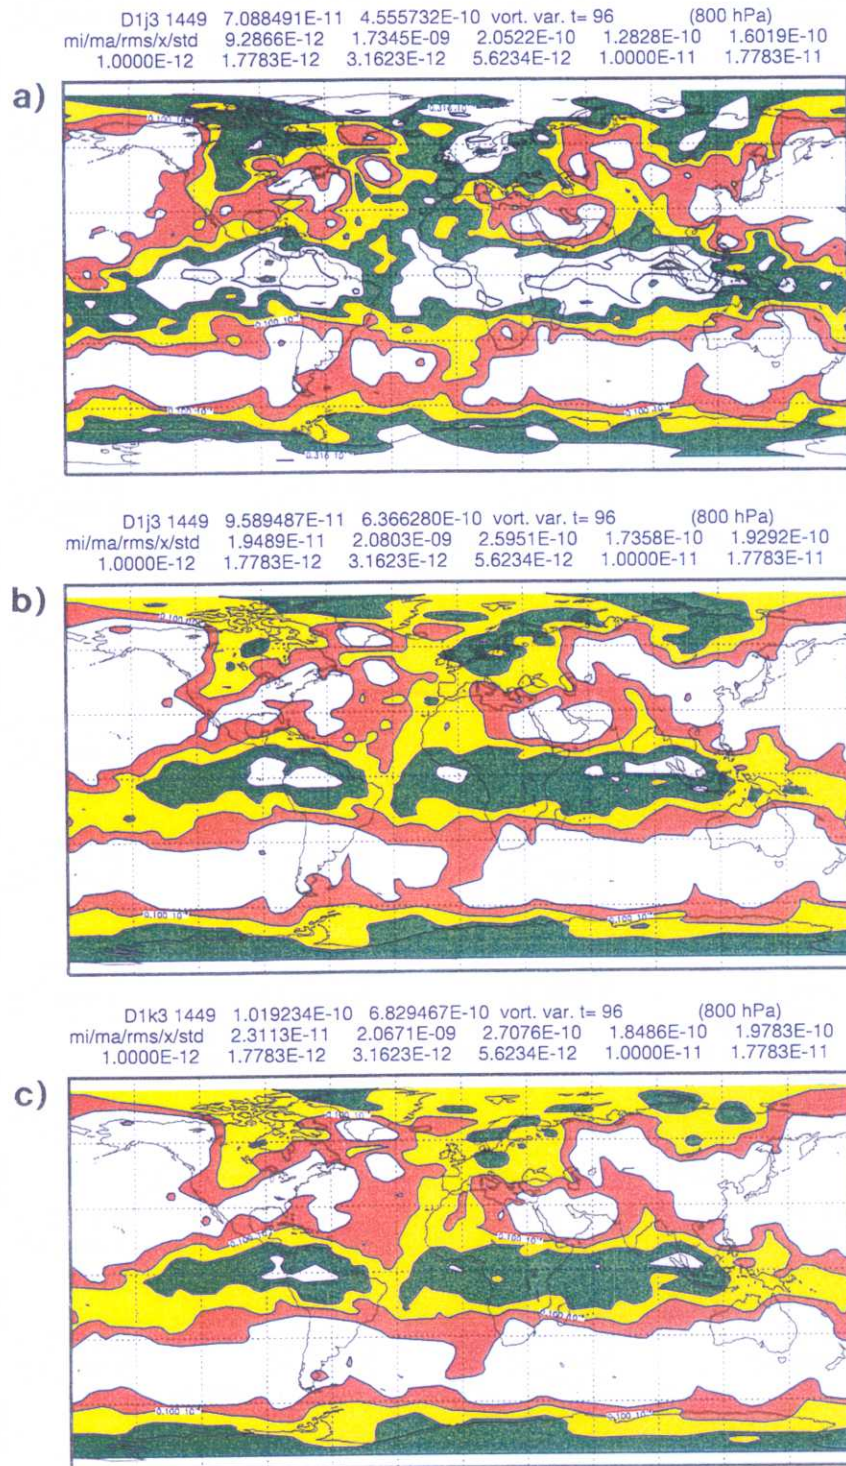 D1j3 1449 7.088491E-11 4.555732E-10 vort. var. t= 96 (800 hPa)
mi/ma/rms/x/std 9.2866E-12 1.7345E-09 2.0522E-10 1.2828E-10 1.6019E-10
1.0000E-12 1.7783E-12 3.1623E-12 5.6234E-12 1.0000E-11 1.7783E-11
a)
D1j3 1449 9.589487E-11 6.366280E-10 vort. var. t= 96 (800 hPa)
mi/ma/rms/x/std 1.9489E-11 2.0803E-09 2.5951E-10 1.7358E-10 1.9292E-10
1.0000E-12 1.7783E-12 3.1623E-12 5.6234E-12 1.0000E-11 1.7783E-11
b)
D1k3 1449 1.019234E-10 6.829467E-10 vort. var. t= 96 (800 hPa)
mi/ma/rms/x/std 2.3113E-11 2.0671E-09 2.7076E-10 1.8486E-10 1.9783E-10
1.0000E-12 1.7783E-12 3.1623E-12 5.6234E-12 1.0000E-11 1.7783E-11
c)